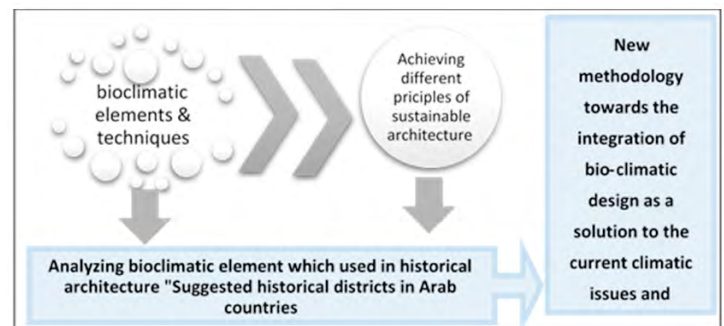 bioclimatic
elements &
techniques
Achieving
different
priciples of
sustainable
architecture
Analyzing bioclimatic element which used in historical
architecture "Suggested historical districts in Arab
countries
New
methodology
towards the
integration of
bio-climatic
design as a
solution to the
current climatic
issues and